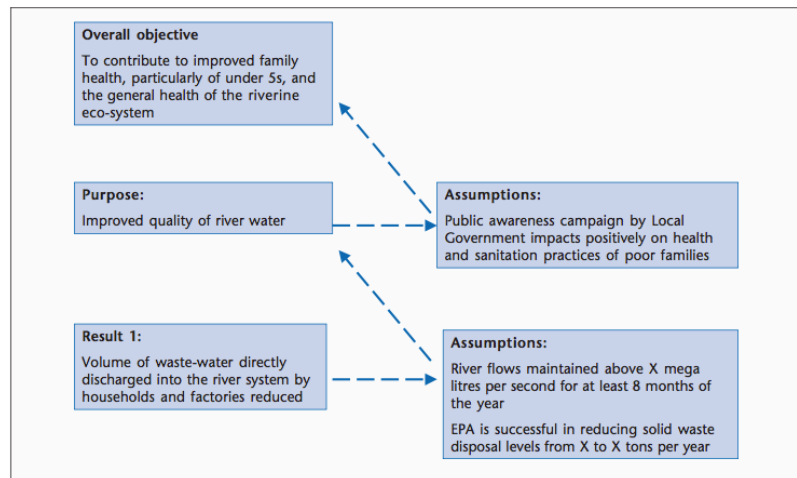 Overall objective
To contribute to improved family
health, particularly of under 5s, and
the general health of the riverine
eco-system
Purpose:
Improved quality of river water
Assumptions:
Public awareness campaign by Local
Government impacts positively on health
and sanitation practices of poor families
Result 1:
Volume of waste-water directly
discharged into the river system by
households and factories reduced
Assumptions:
River flows maintained above X mega
litres per second for at least 8 months of
the year
EPA is successful in reducing solid waste
disposal levels from X to X tons per year